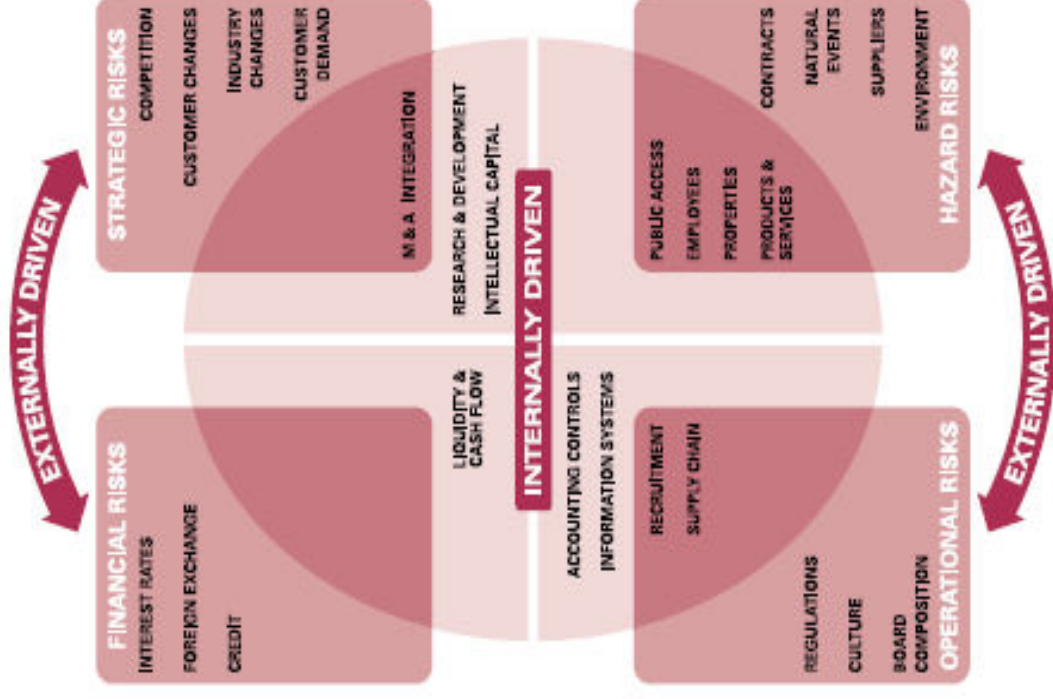 EXTERNALLY DRIVEN
FINANCIAL RISKS
INTEREST RATES
FOREIGN EXCHANGE
CREDIT
STRATEGIC RISKS
COMPETITION
CUSTOMER CHANGES
INDUSTRY
CHANGES
CUSTOMER
DEMAND
M & A INTEGRATION
LIQUIDITY &
CASH FLOW
RESEARCH & DEVELOPMENT
INTELLECTUAL CAPITAL
INTERNALLY DRIVEN
ACCOUNTING CONTROLS
INFORMATION SYSTEMS
RECRUITMENT
SUPPLY CHAIN
REGULATIONS
CULTURE
BOARD
COMPOSITION
OPERATIONAL RISKS
PUBLIC ACCESS
EMPLOYEES
PROPERTIES
PRODUCTS &
SERVICES
CONTRACTS
NATURAL
EVENTS
SUPPLIERS
ENVIRONMENT
HAZARD RISKS
EXTERNALLY DRIVEN